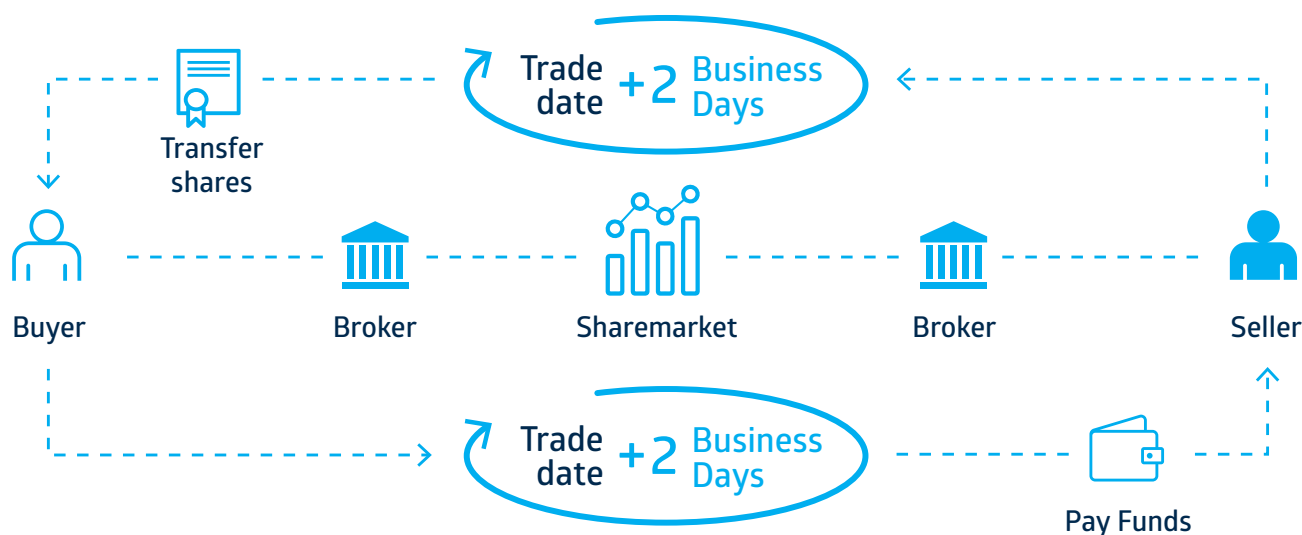 Trade
date
+2
Business
Days
Transfer
shares
Buyer
Broker
Sharemarket
Broker
Seller
Trade
date
+2
Business
Days
Pay Funds